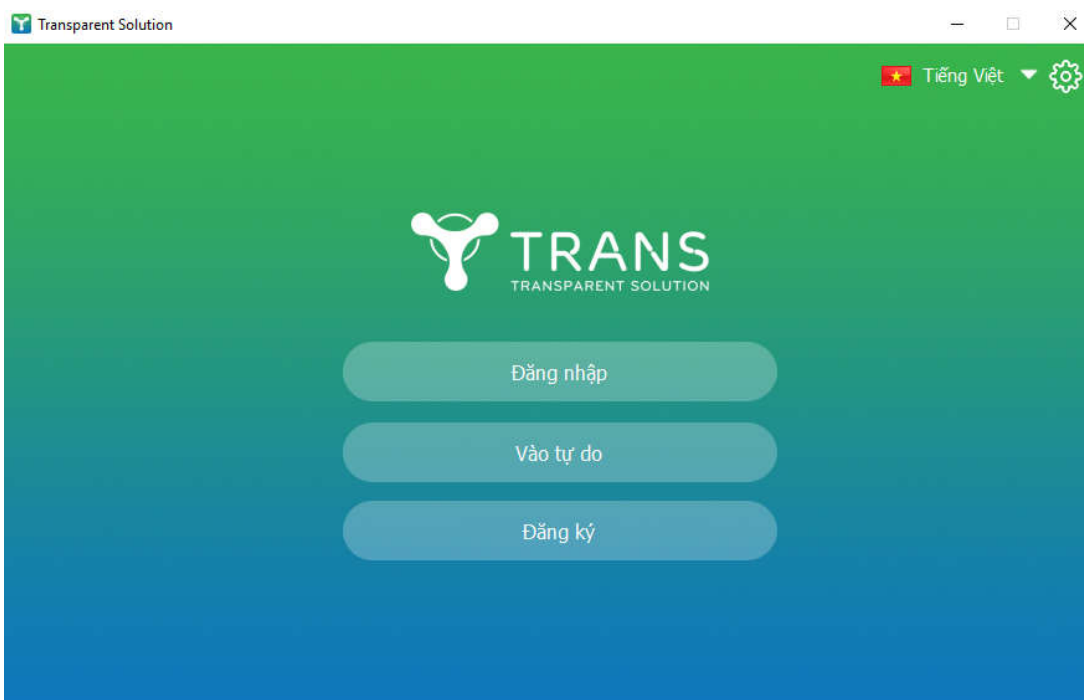 Transparent Solution
Tiếng Việt
TRANS
TRANSPARENT SOLUTION
Đăng nhập
Vào tự do
Đăng ký